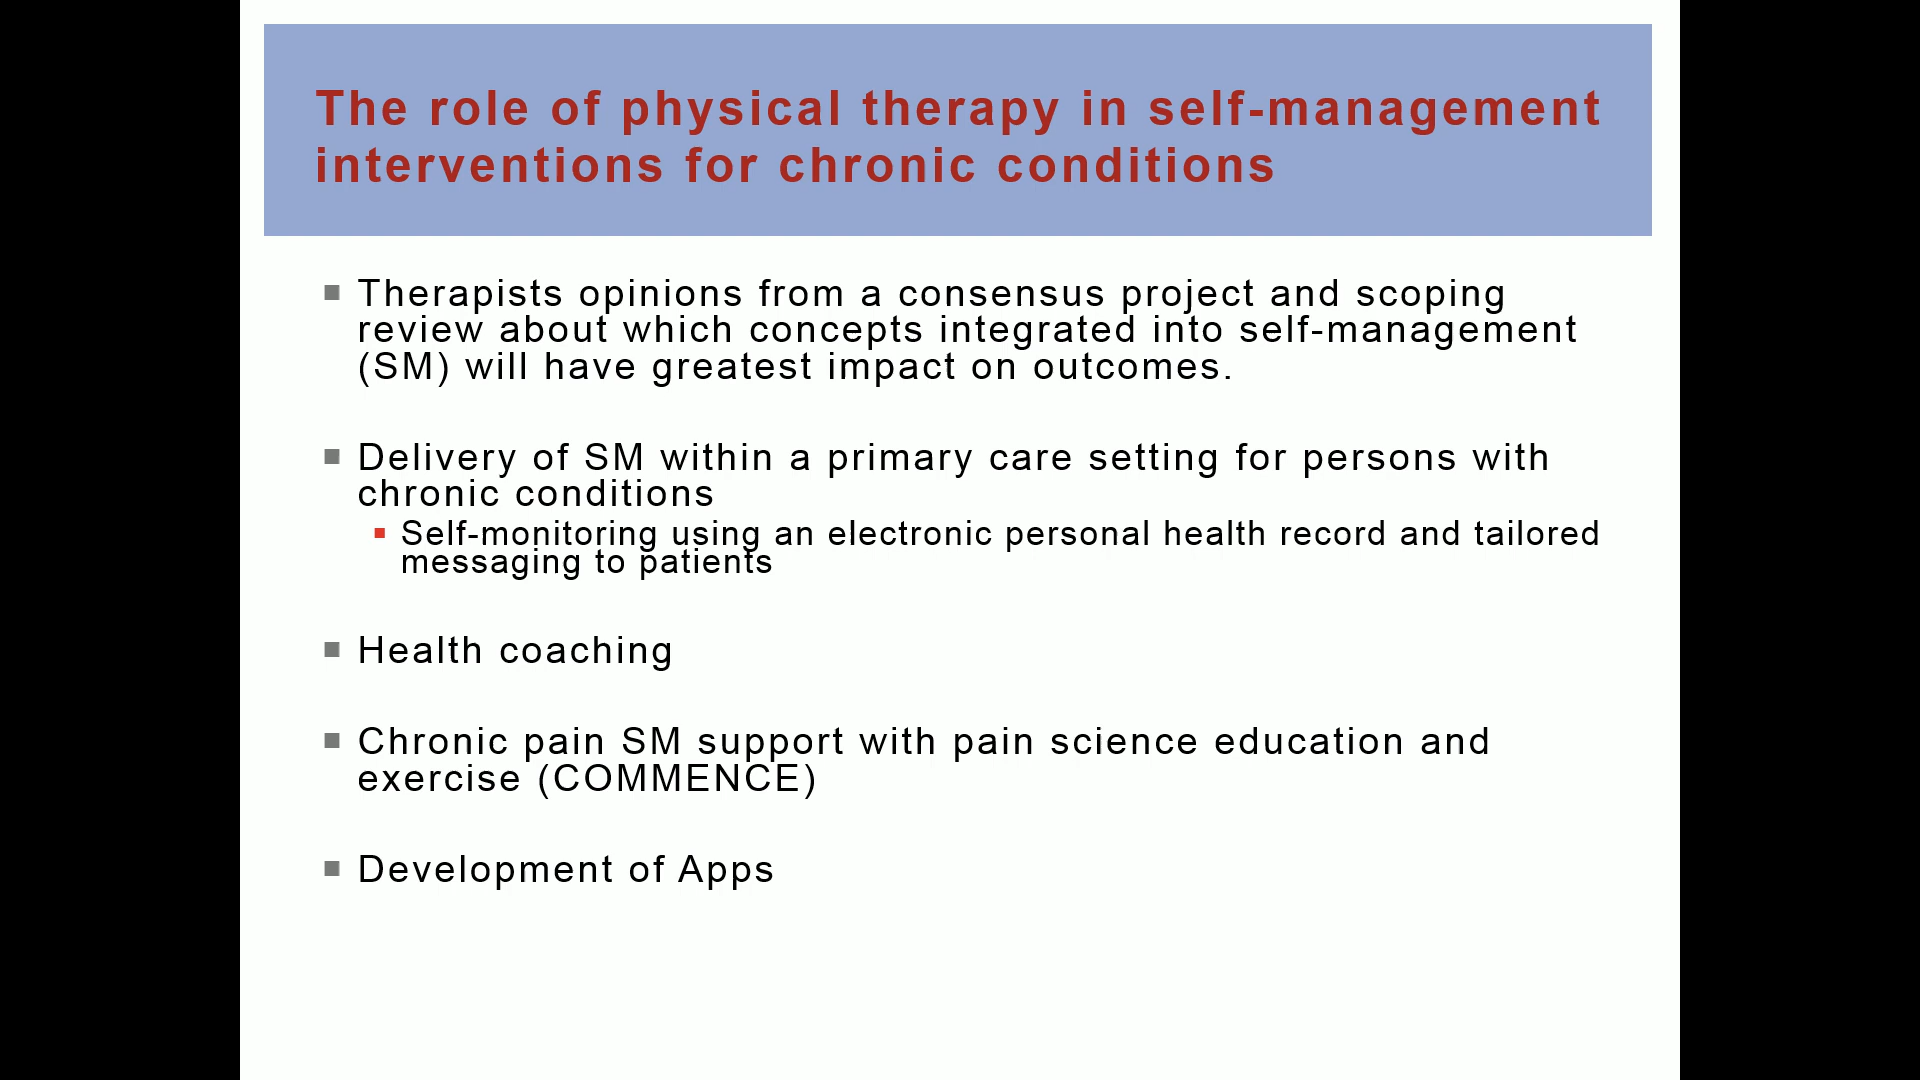 The role of physical therapy in self-management
interventions for chronic conditions
Therapists opinions from a consensus project and scoping
review about which concepts integrated into self-management
(SM) will have greatest impact on outcomes.
Delivery of SM within a primary care setting for persons with
chronic conditions
Self-monitoring using an electronic personal health record and tailored
messaging to patients
Health coaching
Chronic pain SM support with pain science education and
exercise (COMMENCE)
Development of Apps